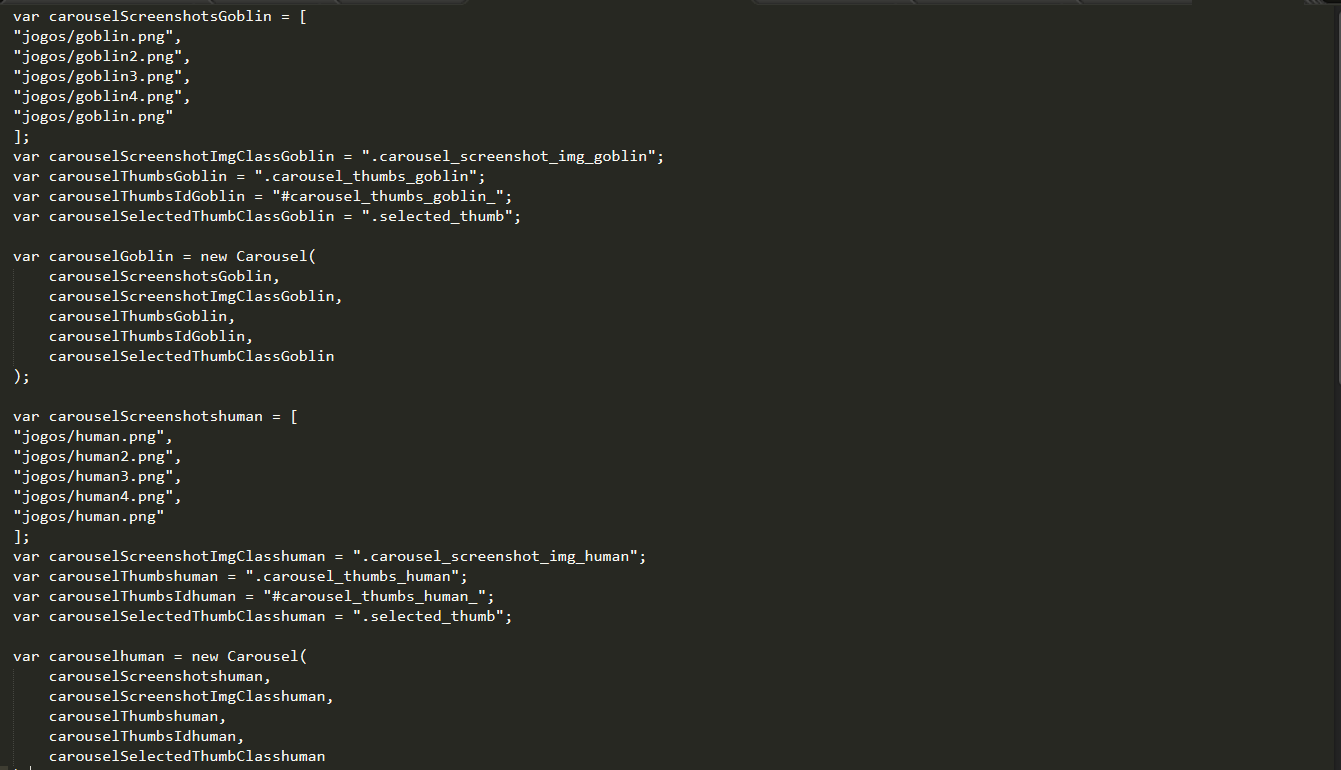 var carouselScreenshotsGoblin = [
"jogos/goblin.png",
"jogos/goblin2.png",
"jogos/goblin3.png",
"jogos/goblin4.png",
"jogos/goblin.png"
];
var carouselScreenshotImgClassGoblin = ".carousel_screenshot_img_goblin";
var carouselThumbsGoblin = ".carousel_thumbs_goblin";
var carouselThumbsIdGoblin = "#carousel_thumbs_goblin_";
var carouselSelectedThumbClassGoblin = ".selected_thumb";

var carouselGoblin = new Carousel(
    carouselScreenshotsGoblin,
    carouselScreenshotImgClassGoblin,
    carouselThumbsGoblin,
    carouselThumbsIdGoblin,
    carouselSelectedThumbClassGoblin
);

var carouselScreenshotshuman = [
"jogos/human.png",
"jogos/human2.png",
"jogos/human3.png",
"jogos/human4.png",
"jogos/human.png"
];
var carouselScreenshotImgClasshuman = ".carousel_screenshot_img_human";
var carouselThumbshuman = ".carousel_thumbs_human";
var carouselThumbsIdhuman = "#carousel_thumbs_human_";
var carouselSelectedThumbClasshuman = ".selected_thumb";

var carouselhuman = new Carousel(
    carouselScreenshotshuman,
    carouselScreenshotImgClasshuman,
    carouselThumbshuman,
    carouselThumbsIdhuman,
    carouselSelectedThumbClasshuman